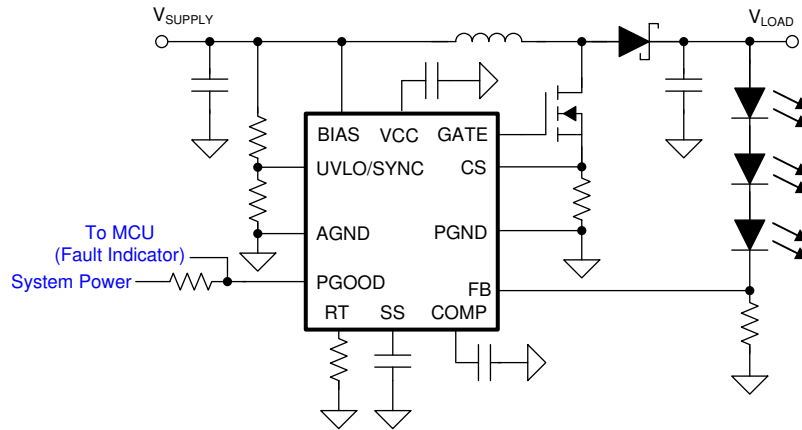 VSUPPLY
VLOAD
BIAS
VCC
GATE
UVLO/SYNC
CS
AGND
PGND
To MCU
(Fault Indicator)
System Power
PGOOD
FB
RT
SS
COMP